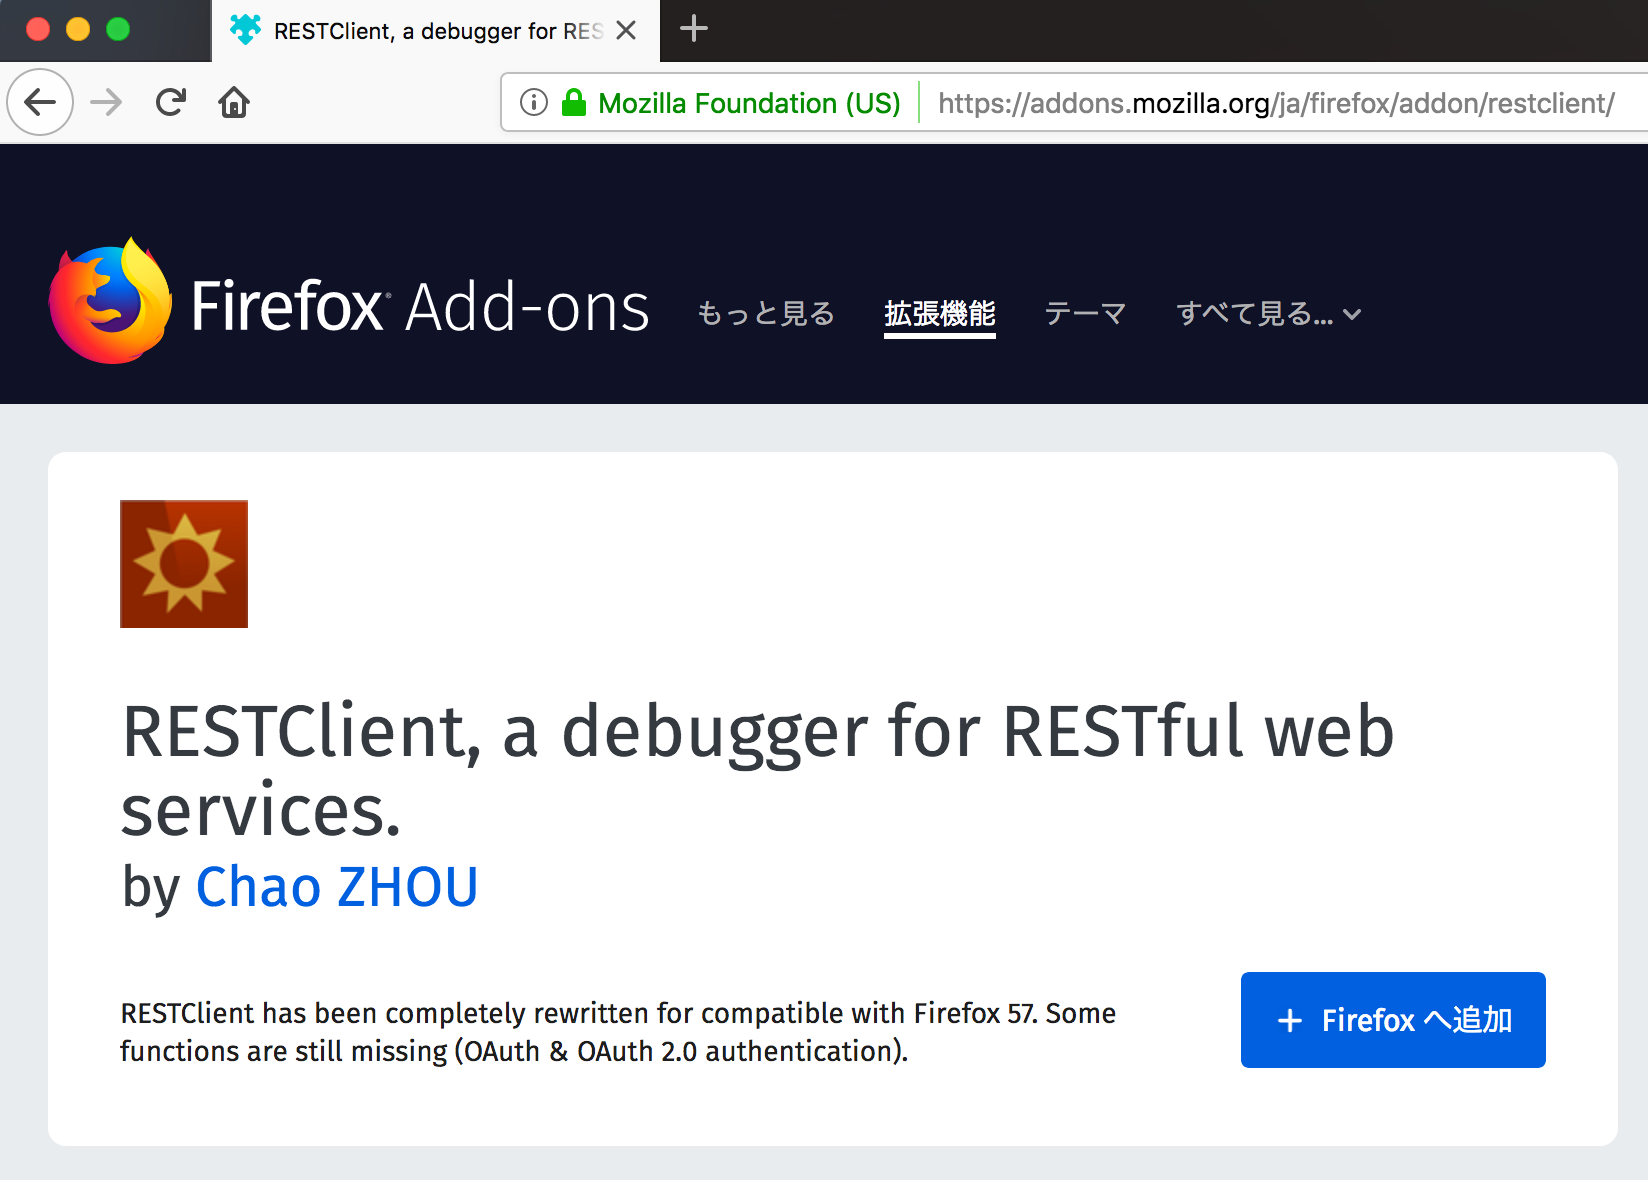 RESTClient, a debugger for RES
Mozilla Foundation (US) https://addons.mozilla.org/ja/firefox/addon/restclient/
Firefox Add-ons もっと見る 拡張機能 テーマ すべて見る...
RESTClient, a debugger for RESTful web
services.
by Chao ZHOU
RESTClient has been completely rewritten for compatible with Firefox 57. Some
functions are still missing (OAuth & OAuth 2.0 authentication).
+ Firefox へ追加